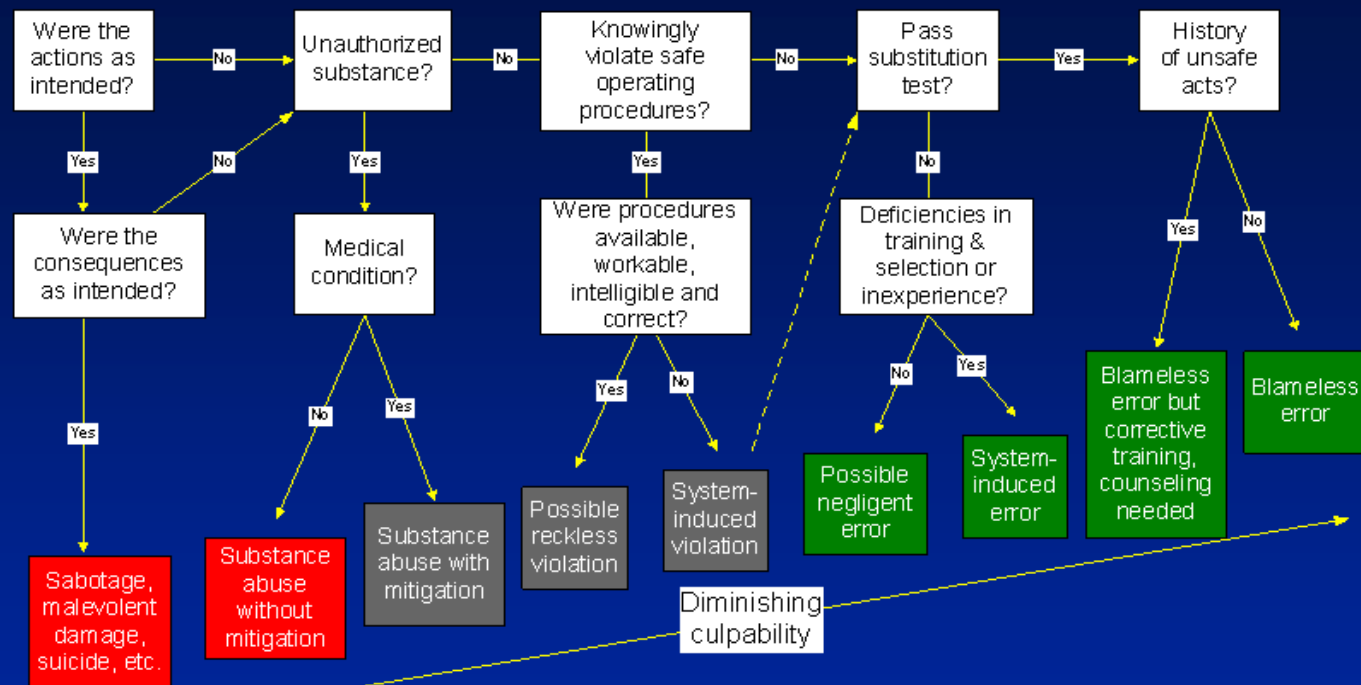 Were the
actions as
intended?
No
Unauthorized
substance?
No
Knowingly
violate safe
operating
procedures?
No
Pass
substitution
test?
Yes
History
of unsafe
acts?
Yes
No
Yes
Yes
No
Yes
No
Were the
consequences
as intended?
Medical
condition?
Were procedures
available,
workable,
intelligible and
correct?
Deficiencies in
training &
selection or
inexperience?
Yes
No
Yes
Yes
No
No
Yes
Sabotage,
malevolent
damage,
suicide, etc.
Substance
abuse
without
mitigation
Substance
abuse with
mitigation
Possible
reckless
violation
System-
induced
violation
Possible
negligent
error
System-
induced
error
Blameless
error but
corrective
training,
counseling
needed
Blameless
error
Diminishing
culpability